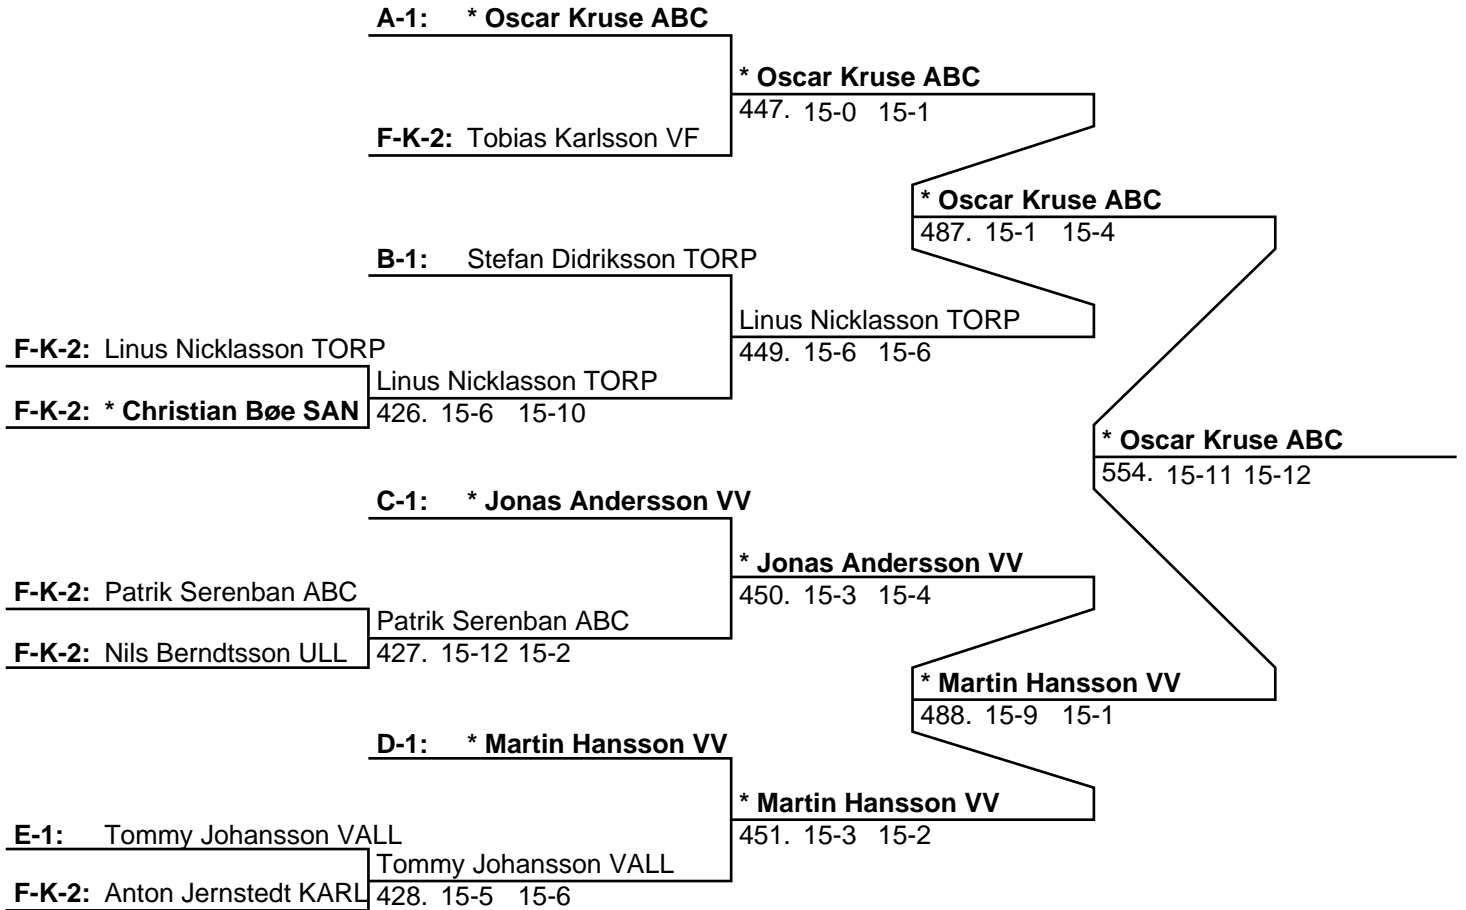 A-1: * Oscar Kruse ABC
* Oscar Kruse ABC
447. 15-0 15-1
F-K-2: Tobias Karlsson VF
* Oscar Kruse ABC
487. 15-1 15-4
B-1: Stefan Didriksson TORP
Linus Nicklasson TORP
449. 15-6 15-6
F-K-2: Linus Nicklasson TORP
Linus Nicklasson TORP
F-K-2: * Christian Bøe SAN
426. 15-6 15-10
* Oscar Kruse ABC
554. 15-11 15-12
C-1: * Jonas Andersson VV
* Jonas Andersson VV
450. 15-3 15-4
F-K-2: Patrik Serenban ABC
Patrik Serenban ABC
F-K-2: Nils Berndtsson ULL
427. 15-12 15-2
* Martin Hansson VV
488. 15-9 15-1
D-1: * Martin Hansson VV
* Martin Hansson VV
451. 15-3 15-2
E-1: Tommy Johansson VALL
Tommy Johansson VALL
F-K-2: Anton Jernstedt KARL
428. 15-5 15-6